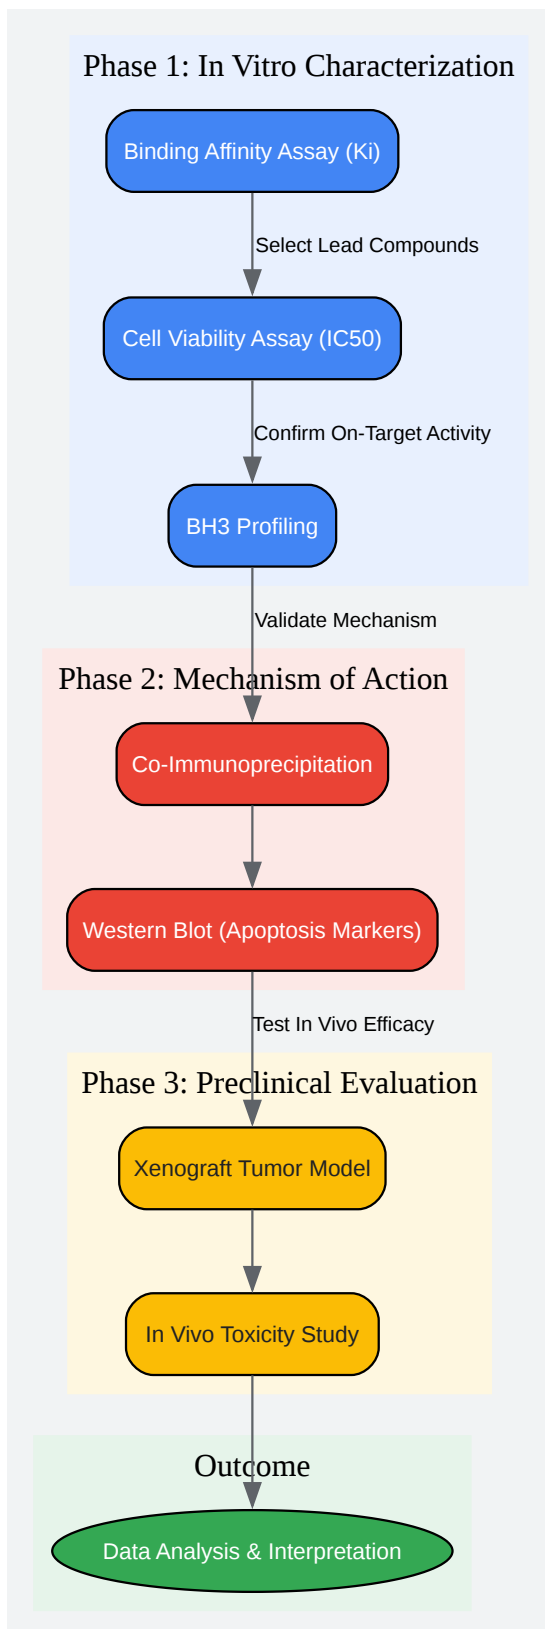 Phase 1: In Vitro Characterization
Binding Affinity Assay (Ki)
Select Lead Compounds
Cell Viability Assay (IC50)
Confirm On-Target Activity
BH3 Profiling
Validate Mechanism
Phase 2: Mechanism of Action
Co-Immunoprecipitation
Western Blot (Apoptosis Markers)
Test In Vivo Efficacy
Phase 3: Preclinical Evaluation
Xenograft Tumor Model
In Vivo Toxicity Study
Outcome
Data Analysis & Interpretation